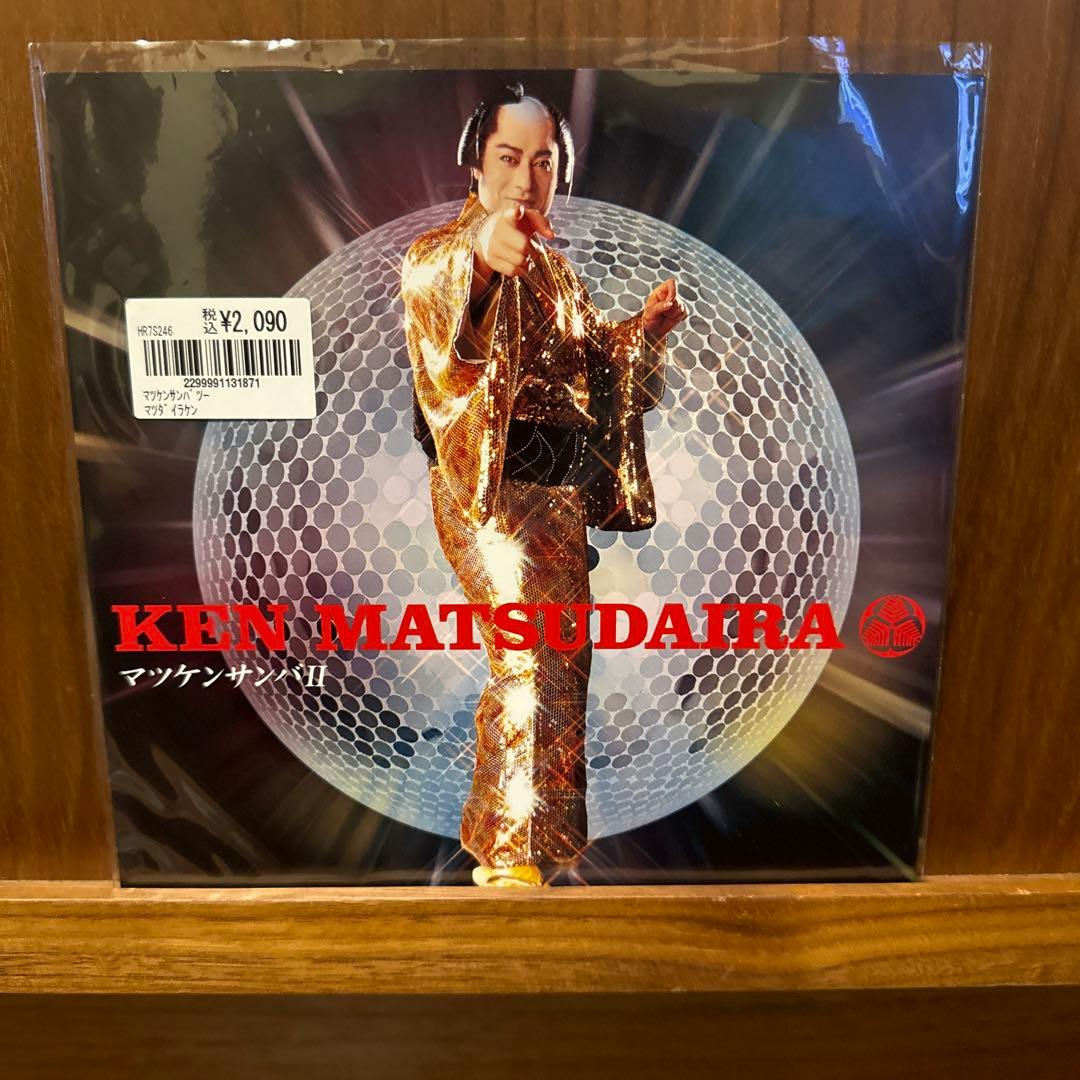 HR7S246 税込 ¥2,090
2299991131871
ﾏﾂｹﾝｻﾝﾊﾞﾂｰ
ﾏﾂﾀﾞｲﾗｹﾝ
KEN MATSUDAIRA
マツケンサンバII